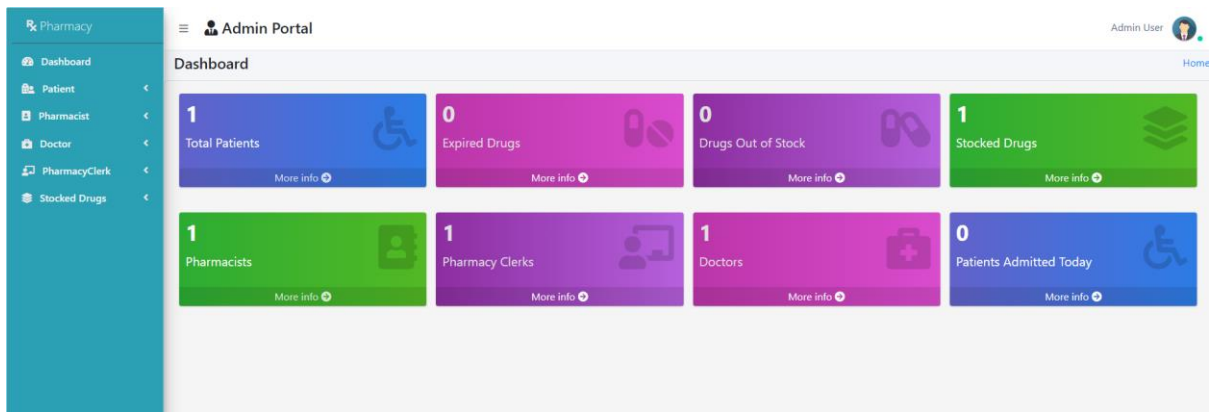 Rx Pharmacy
Admin Portal
Admin User
Dashboard
Patient
Pharmacist
Doctor
PharmacyClerk
Stocked Drugs
Dashboard
Home
1
Total Patients
More info
0
Expired Drugs
More info
0
Drugs Out of Stock
More info
1
Stocked Drugs
More info
1
Pharmacists
More info
1
Pharmacy Clerks
More info
1
Doctors
More info
0
Patients Admitted Today
More info